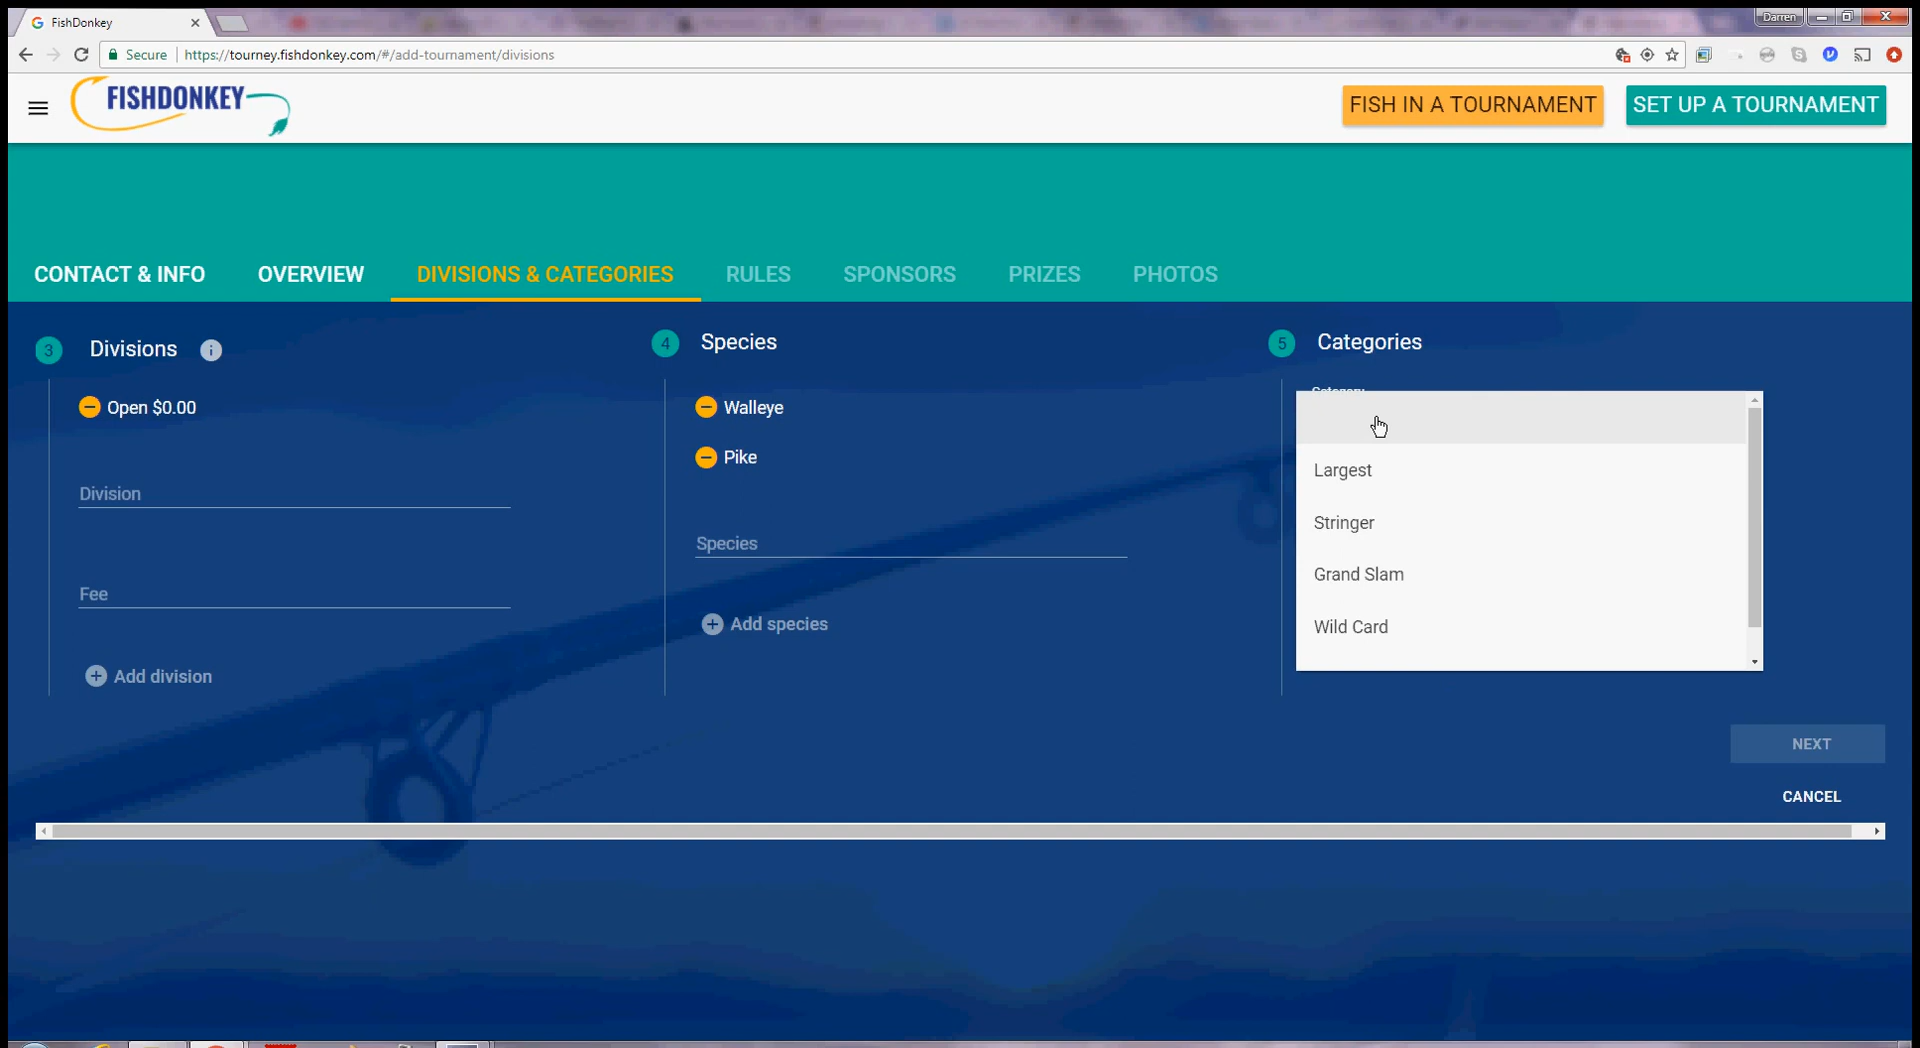 FishDonkey
Darren
Secure https://tourney.fishdonkey.com/#/add-tournament/divisions
FISHDONKEY
FISH IN A TOURNAMENT
SET UP A TOURNAMENT
CONTACT & INFO
OVERVIEW
DIVISIONS & CATEGORIES
RULES
SPONSORS
PRIZES
PHOTOS
3 Divisions
Open $0.00
Division
Fee
Add division
4 Species
Walleye
Pike
Species
Add species
5 Categories
Category
Largest
Stringer
Grand Slam
Wild Card
NEXT
CANCEL